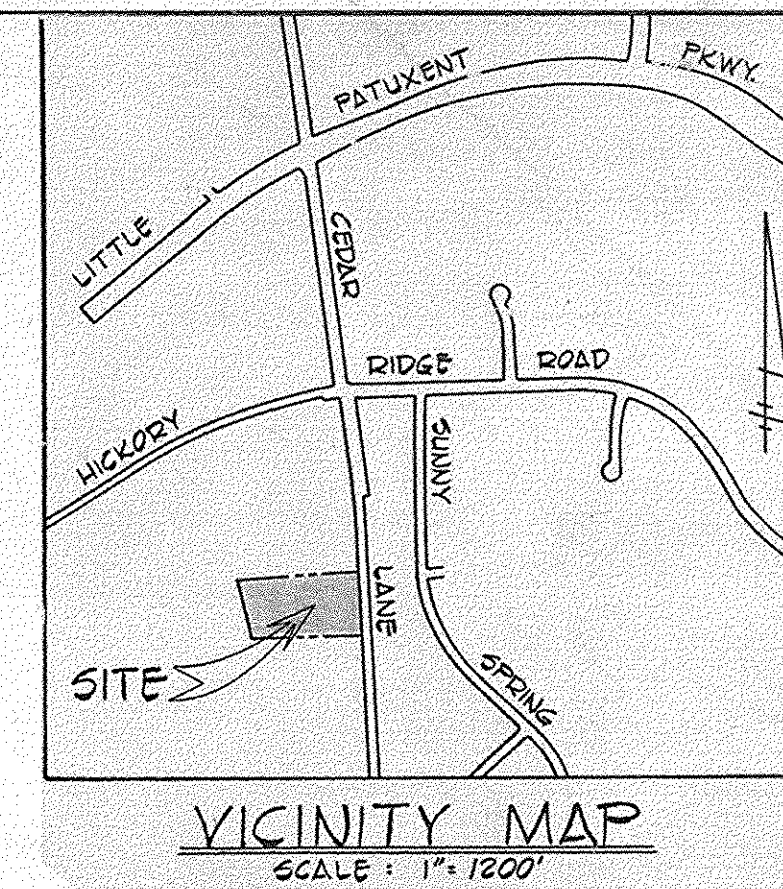 LITTLE PATUXENT PKWY.
CEDAR LANE
HICKORY RIDGE ROAD
SUNNY SPRING
SITE
VICINITY MAP
SCALE : 1"= 1200'